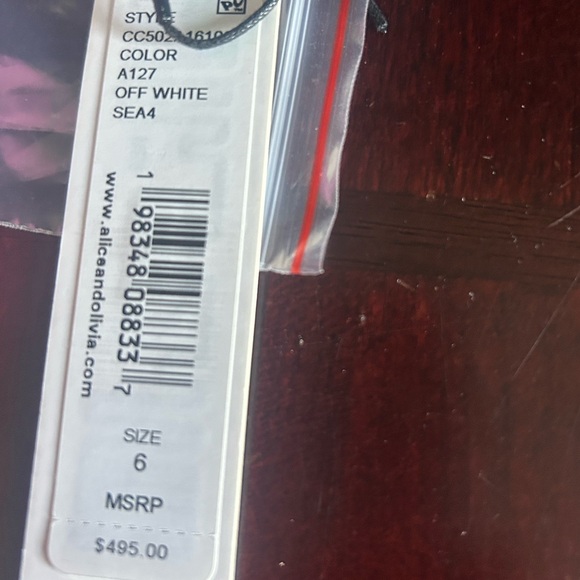 STYLE
COLOR
A127
OFF WHITE
SEA4
1 98348 08833 7
www.aliceandolivia.com
SIZE
6
MSRP
$495.00